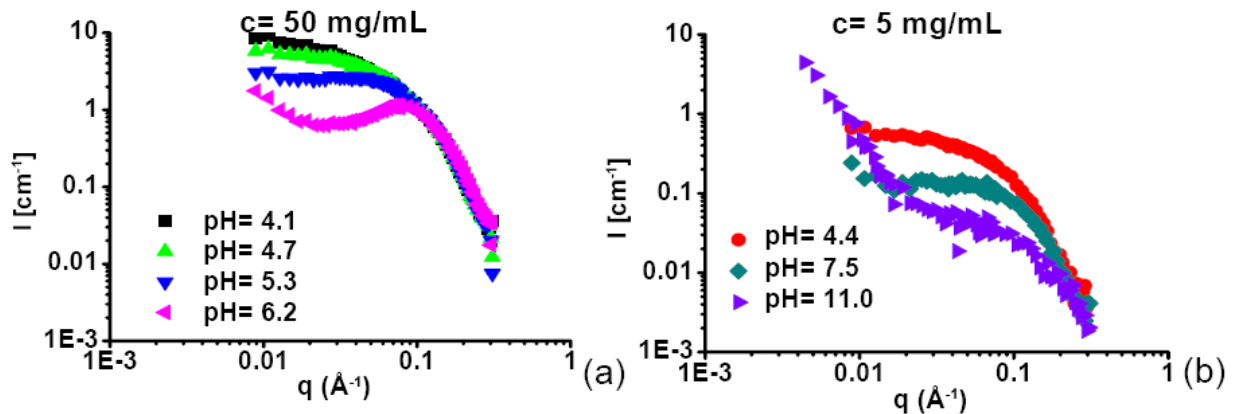 c= 50 mg/mL
10
1
0.1
0.01
1E-3
I [cm⁻¹]
pH= 4.1
pH= 4.7
pH= 5.3
pH= 6.2
1E-3
0.01
0.1
1
q (Å⁻¹)
(a)
c= 5 mg/mL
10
1
0.1
0.01
1E-3
I [cm⁻¹]
pH= 4.4
pH= 7.5
pH= 11.0
1E-3
0.01
0.1
1
q (Å⁻¹)
(b)